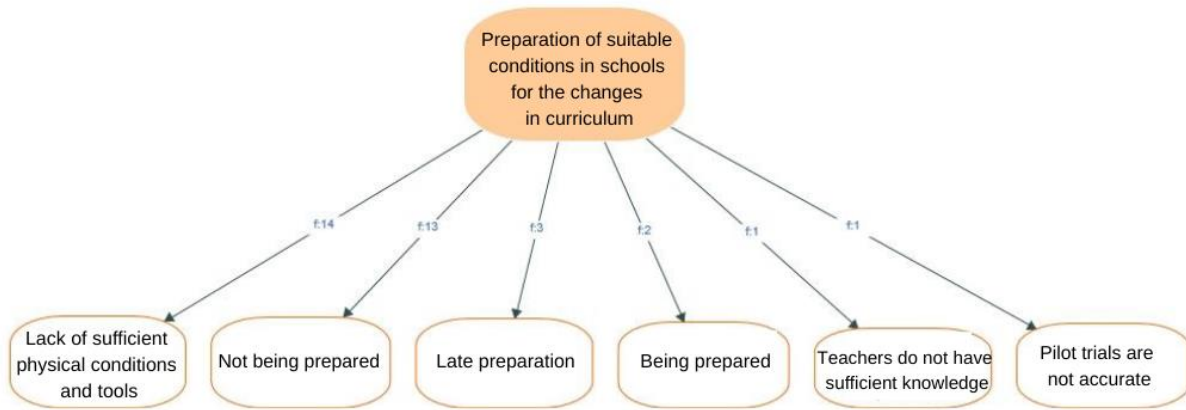 Preparation of suitable
conditions in schools
for the changes
in curriculum
f:14
f:13
f:3
f:2
f:1
f:1
Lack of sufficient
physical conditions
and tools
Not being prepared
Late preparation
Being prepared
Teachers do not have
sufficient knowledge
Pilot trials are
not accurate